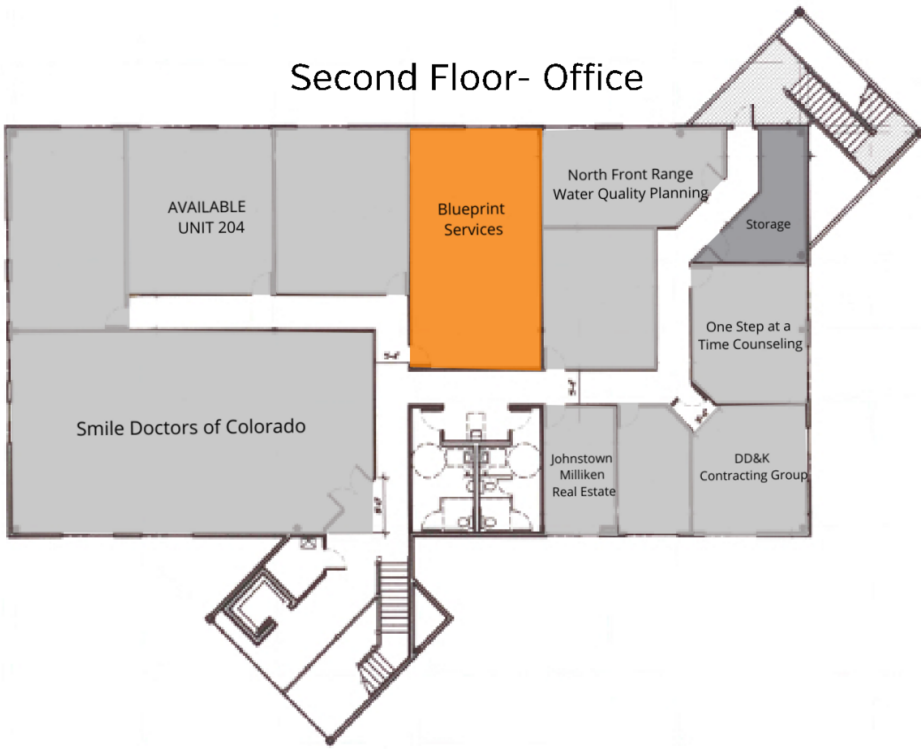 Second Floor- Office
AVAILABLE
UNIT 204
Blueprint
Services
North Front Range
Water Quality Planning
Storage
One Step at a
Time Counseling
Smile Doctors of Colorado
Johnstown
Milliken
Real Estate
DD&K
Contracting Group